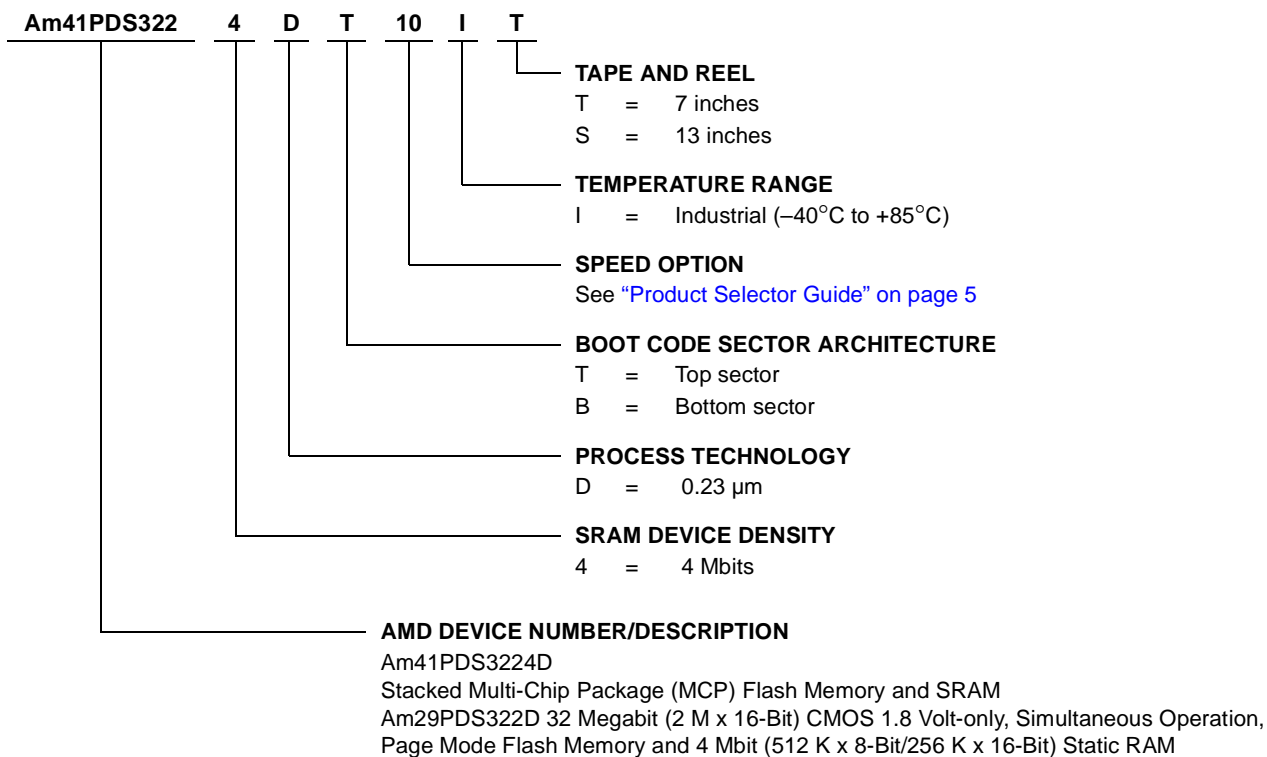 Am41PDS322 4 D T 10 I T
TAPE AND REEL
T = 7 inches
S = 13 inches
TEMPERATURE RANGE
I = Industrial (–40°C to +85°C)
SPEED OPTION
See “Product Selector Guide” on page 5
BOOT CODE SECTOR ARCHITECTURE
T = Top sector
B = Bottom sector
PROCESS TECHNOLOGY
D = 0.23 µm
SRAM DEVICE DENSITY
4 = 4 Mbits
AMD DEVICE NUMBER/DESCRIPTION
Am41PDS3224D
Stacked Multi-Chip Package (MCP) Flash Memory and SRAM
Am29PDS322D 32 Megabit (2 M x 16-Bit) CMOS 1.8 Volt-only, Simultaneous Operation,
Page Mode Flash Memory and 4 Mbit (512 K x 8-Bit/256 K x 16-Bit) Static RAM